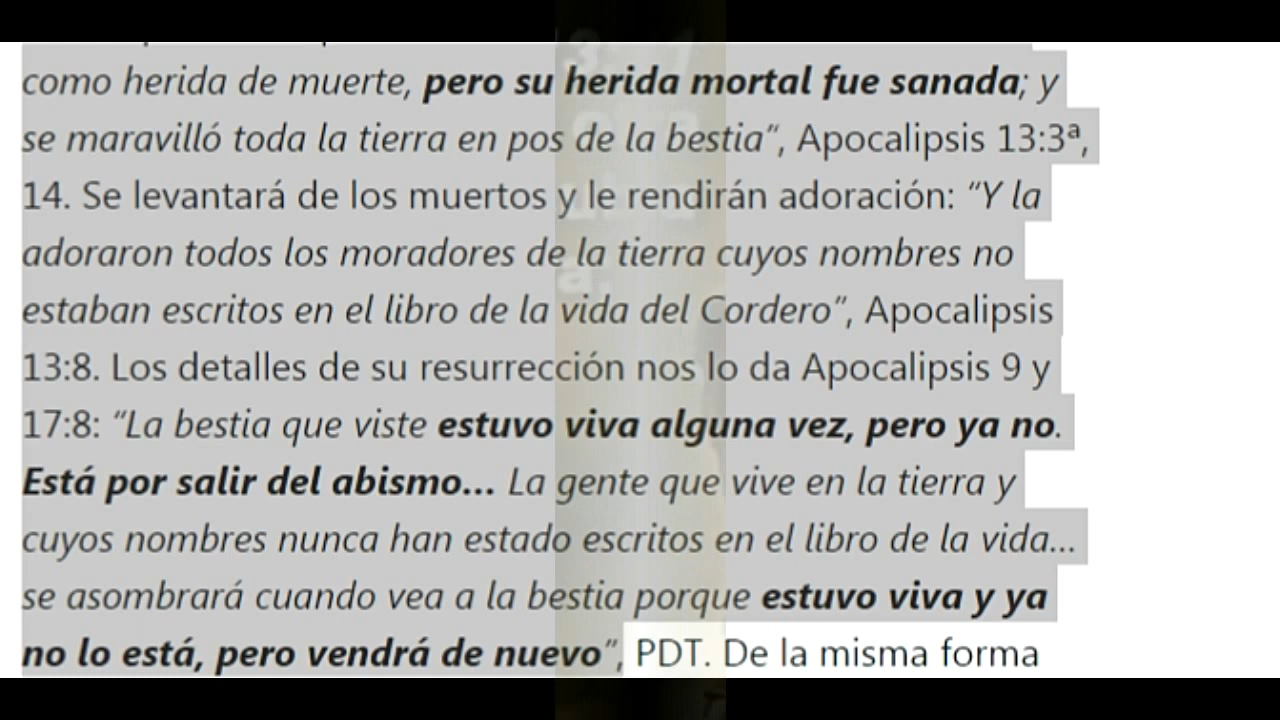 como herida de muerte, pero su herida mortal fue sanada; y
se maravilló toda la tierra en pos de la bestia”, Apocalipsis 13:3ª,
14. Se levantará de los muertos y le rendirán adoración: “Y la
adoraron todos los moradores de la tierra cuyos nombres no
estaban escritos en el libro de la vida del Cordero”, Apocalipsis
13:8. Los detalles de su resurrección nos lo da Apocalipsis 9 y
17:8: “La bestia que viste estuvo viva alguna vez, pero ya no.
Está por salir del abismo... La gente que vive en la tierra y
cuyos nombres nunca han estado escritos en el libro de la vida...
se asombrará cuando vea a la bestia porque estuvo viva y ya
no lo está, pero vendrá de nuevo”, PDT. De la misma forma